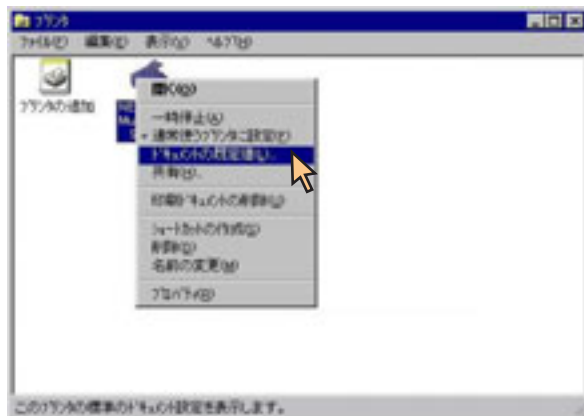 プリンタ
ファイル(F) 編集(E) 表示(V) ヘルプ(H)
プリンタの追加
開く(O)
一時停止(A)
通常使うプリンタに設定(F)
ドキュメントの既定値(L)...
共有(H)...
印刷ドキュメントの削除(U)
ショートカットの作成(S)
削除(D)
名前の変更(M)
プロパティ(R)
このプリンタの標準のドキュメント設定を表示します。